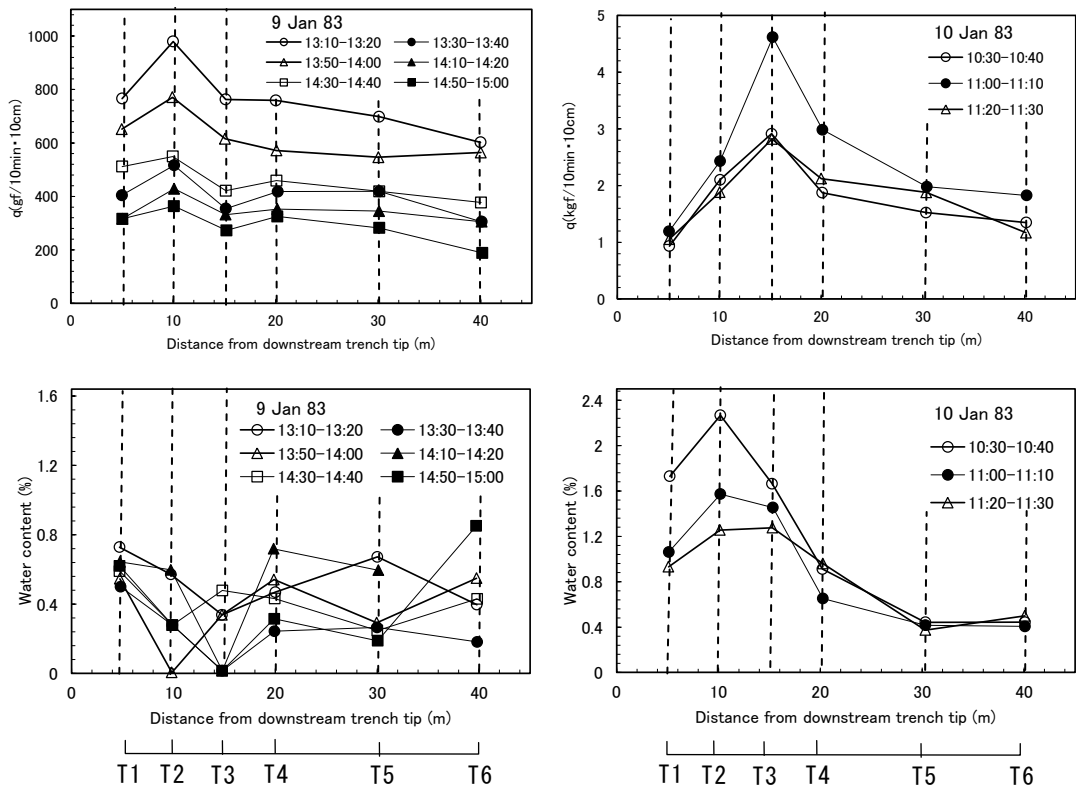 9 Jan 83
13:10-13:20
13:30-13:40
13:50-14:00
14:10-14:20
14:30-14:40
14:50-15:00
q(gf/10min・10cm)
1000
800
600
400
200
0
0 10 20 30 40
Distance from downstream trench tip (m)
10 Jan 83
10:30-10:40
11:00-11:10
11:20-11:30
q(kgf/10min・10cm)
5
4
3
2
1
0
0 10 20 30 40
Distance from downstream trench tip (m)
9 Jan 83
13:10-13:20
13:30-13:40
13:50-14:00
14:10-14:20
14:30-14:40
14:50-15:00
Water content (%)
1.6
1.2
0.8
0.4
0
0 10 20 30 40
Distance from downstream trench tip (m)
T1 T2 T3 T4 T5 T6
10 Jan 83
10:30-10:40
11:00-11:10
11:20-11:30
Water content (%)
2.4
2
1.6
1.2
0.8
0.4
0
0 10 20 30 40
Distance from downstream trench tip (m)
T1 T2 T3 T4 T5 T6